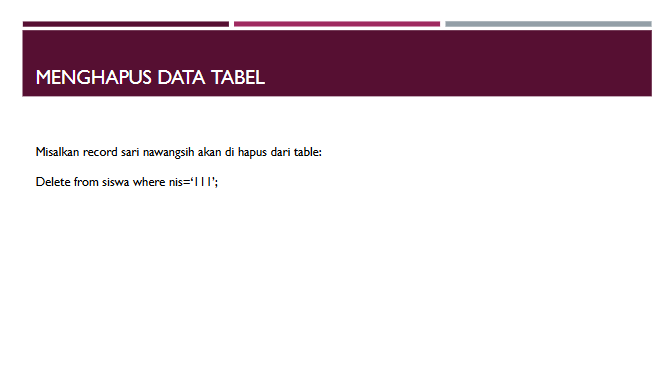 MENGHAPUS DATA TABEL
Misalkan record sari nawangsih akan di hapus dari table:
Delete from siswa where nis=‘111’;